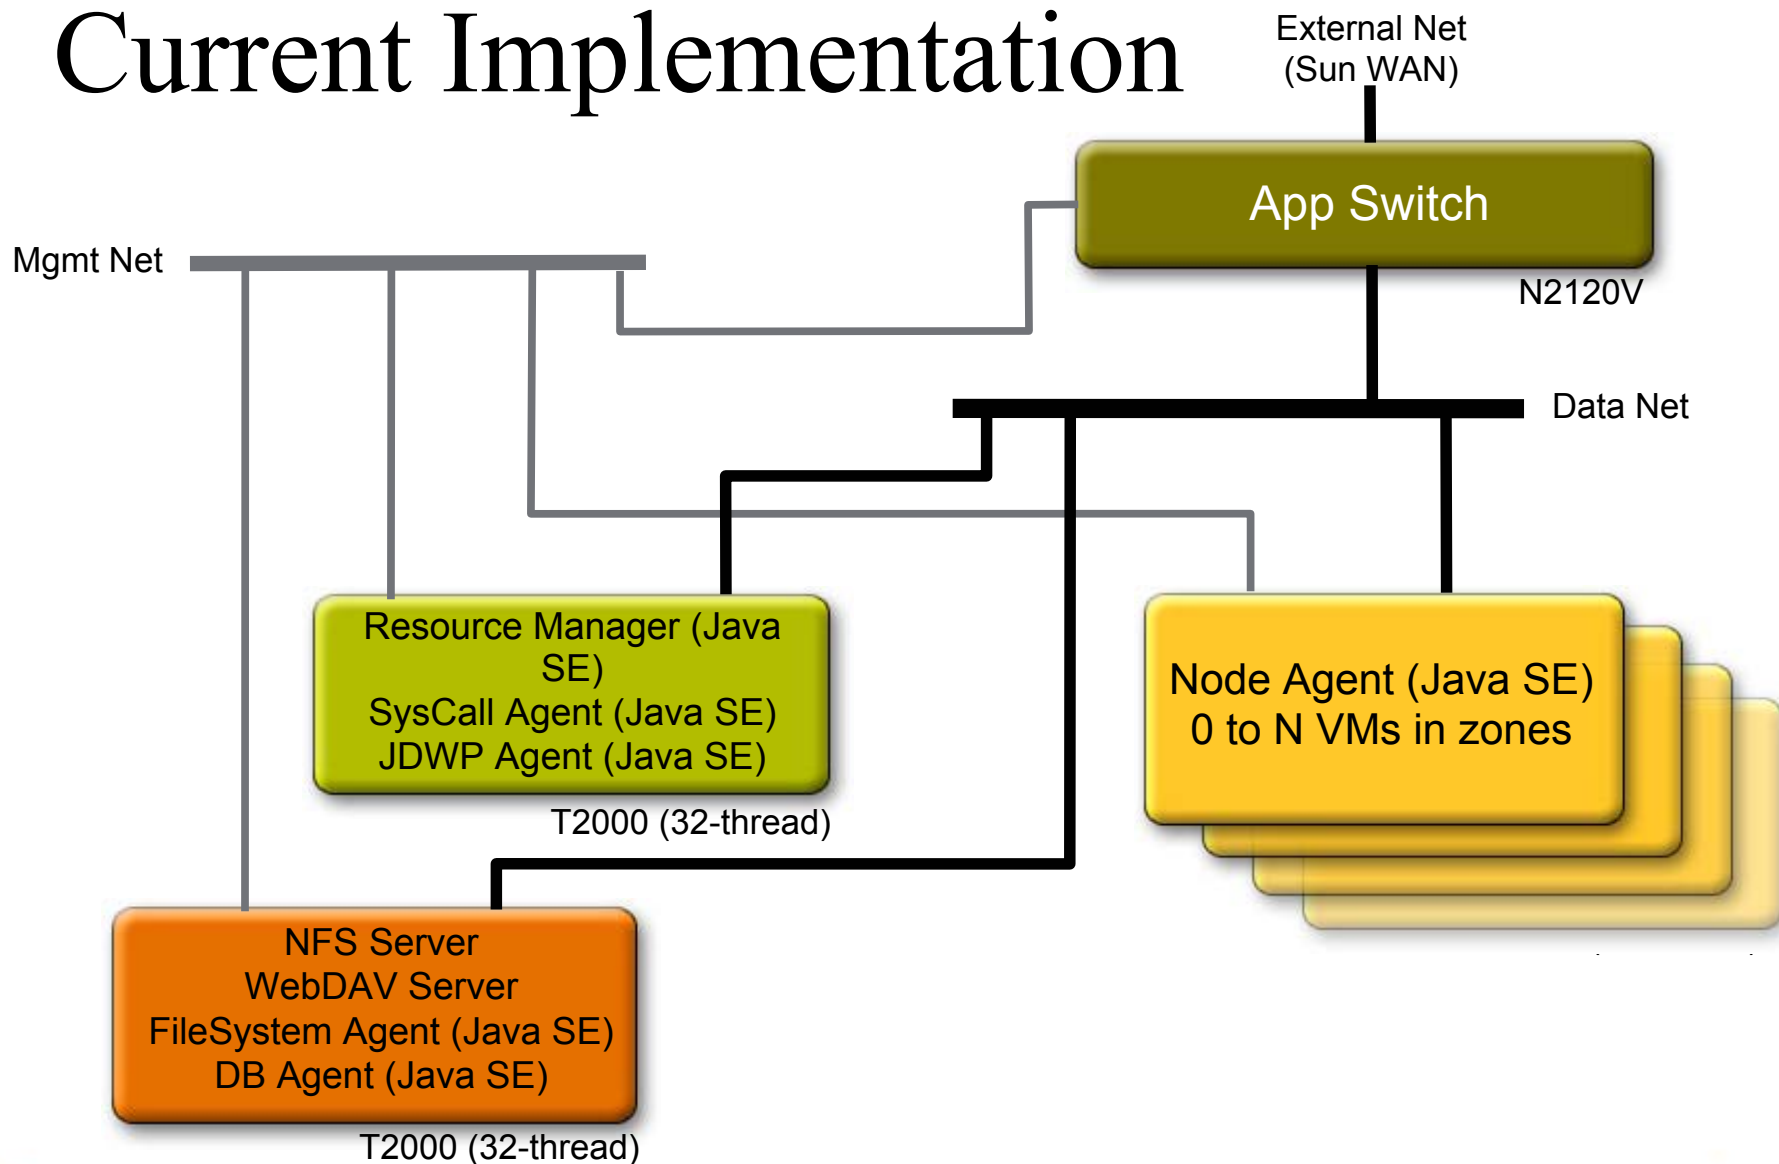 Current Implementation
External Net
(Sun WAN)
App Switch
N2120V
Mgmt Net
Data Net
Resource Manager (Java
SE)
SysCall Agent (Java SE)
JDWP Agent (Java SE)
T2000 (32-thread)
Node Agent (Java SE)
0 to N VMs in zones
NFS Server
WebDAV Server
FileSystem Agent (Java SE)
DB Agent (Java SE)
T2000 (32-thread)